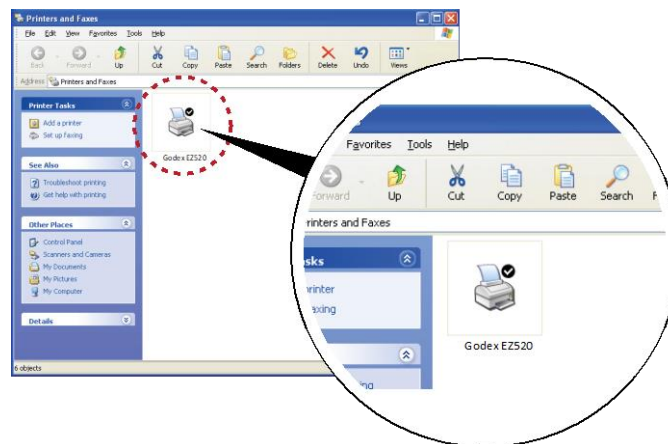 Printers and Faxes
File Edit View Favorites Tools Help
Back Forward Up Cut Copy Paste Search Folders Delete Undo Views
Address Printers and Faxes
Printer Tasks
Add a printer
Set up faxing
See Also
Troubleshoot printing
Get help with printing
Other Places
Control Panel
Scanners and Cameras
My Documents
My Pictures
My Computer
Details
6 objects
Godex EZ520
Favorites Tools Help
Forward Up Cut Copy Paste Search F
rinters and Faxes
sks
rinter
axing
ing
Godex EZ520